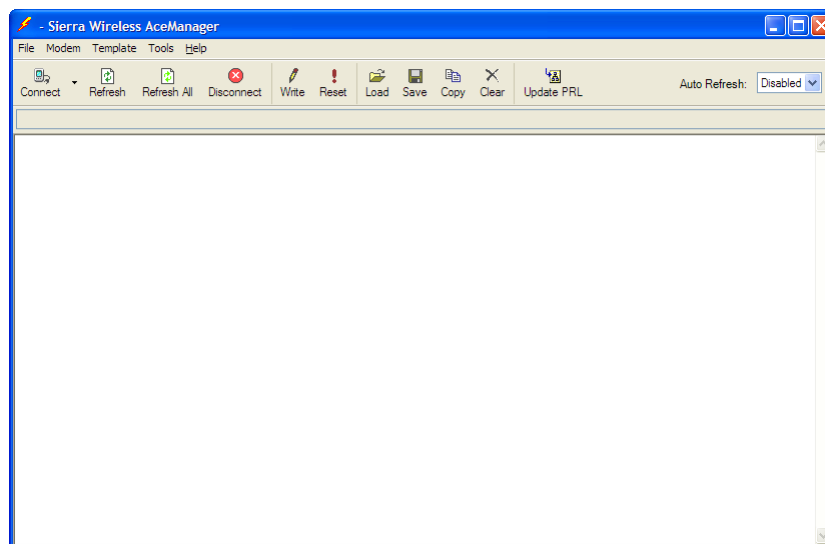 - Sierra Wireless AceManager
File Modem Template Tools Help
Connect Refresh Refresh All Disconnect Write Reset Load Save Copy Clear Update PRL Auto Refresh: Disabled